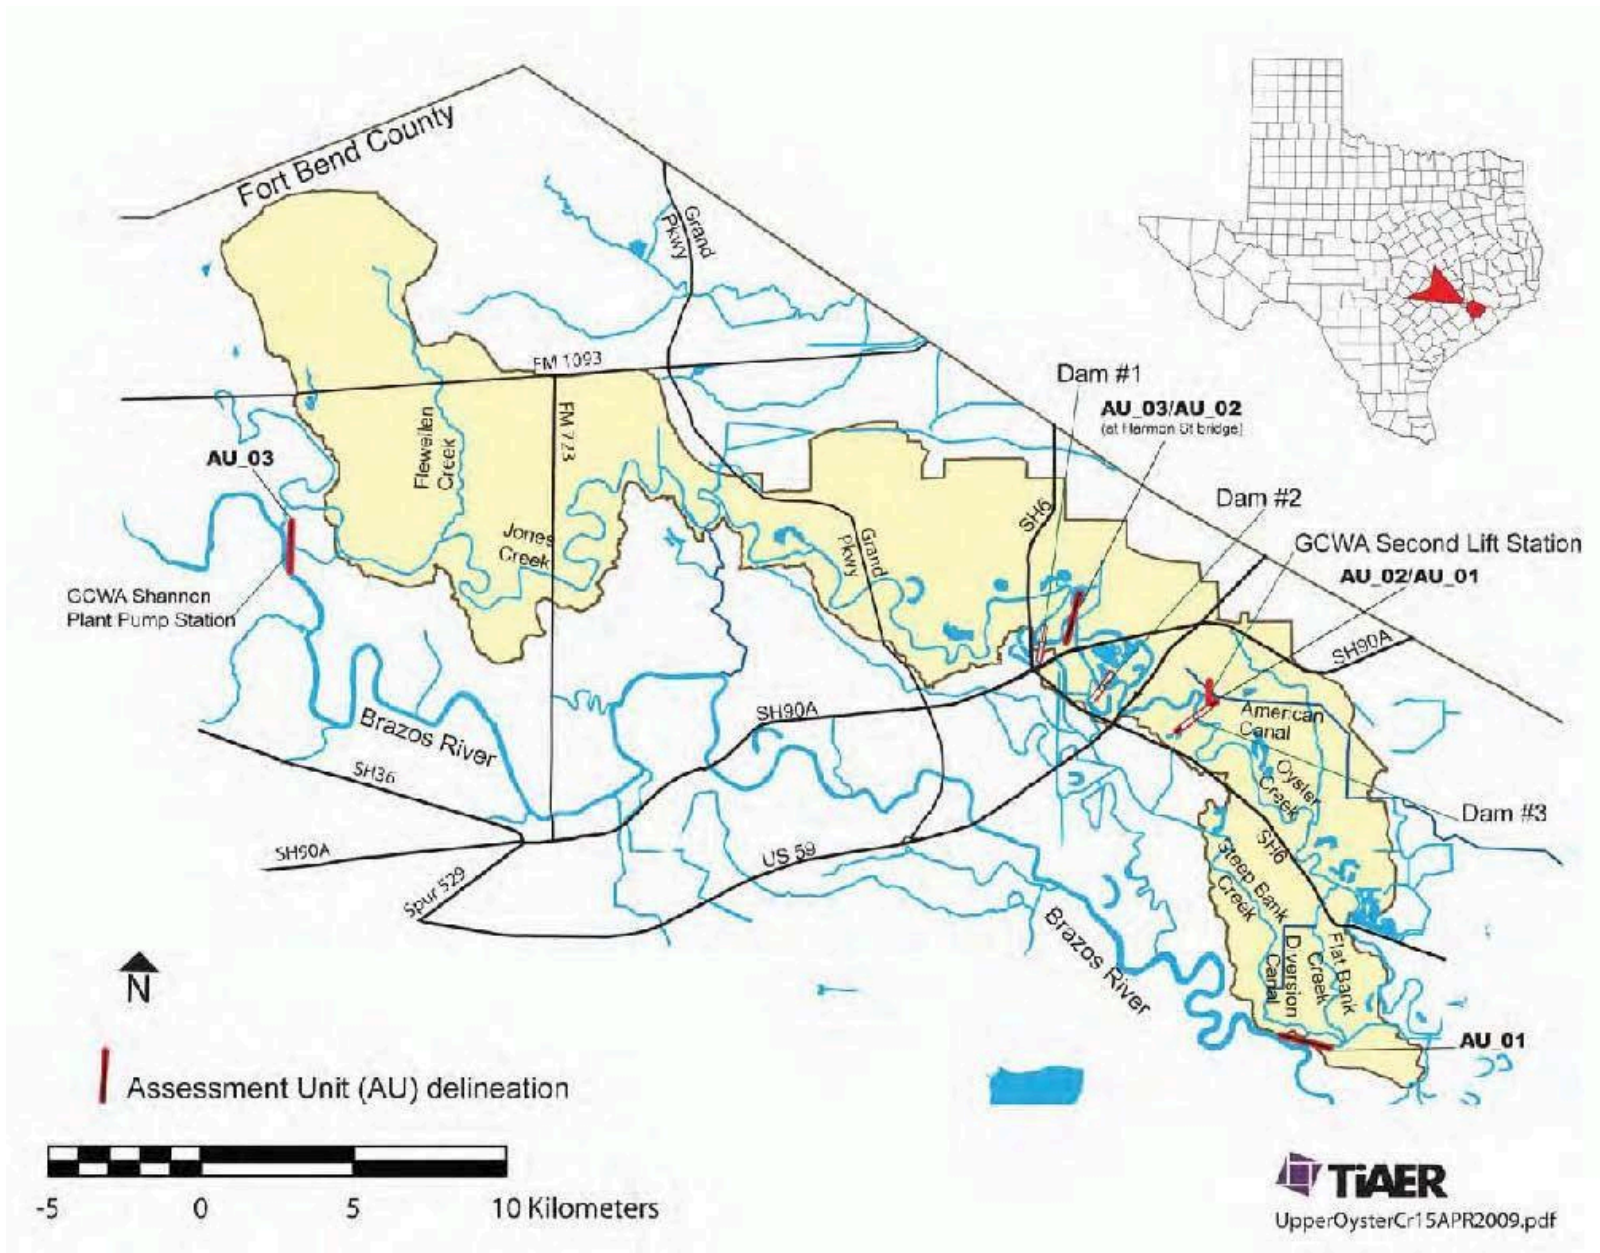 Fort Bend County
Grand
Pkwy
FM 1093
FM 723
Dam #1
AU_03/AU_02
(at Harmon St bridge)
Flewellen
Creek
AU_03
Dam #2
SH6
GCWA Second Lift Station
AU_02/AU_01
Jones
Creek
Grand
Pkwy
GCWA Shannon
Plant Pump Station
SH90A
Brazos River
SH90A
American
Canal
SH36
Oyster
Creek
Dam #3
SH90A
US 59
SH6
Spur 529
Steep Bank
Creek
Brazos River
Flat Bank
Creek
Diversion
Canal
N
AU_01
Assessment Unit (AU) delineation
-5 0 5 10 Kilometers
TIAER
UpperOysterCr15APR2009.pdf